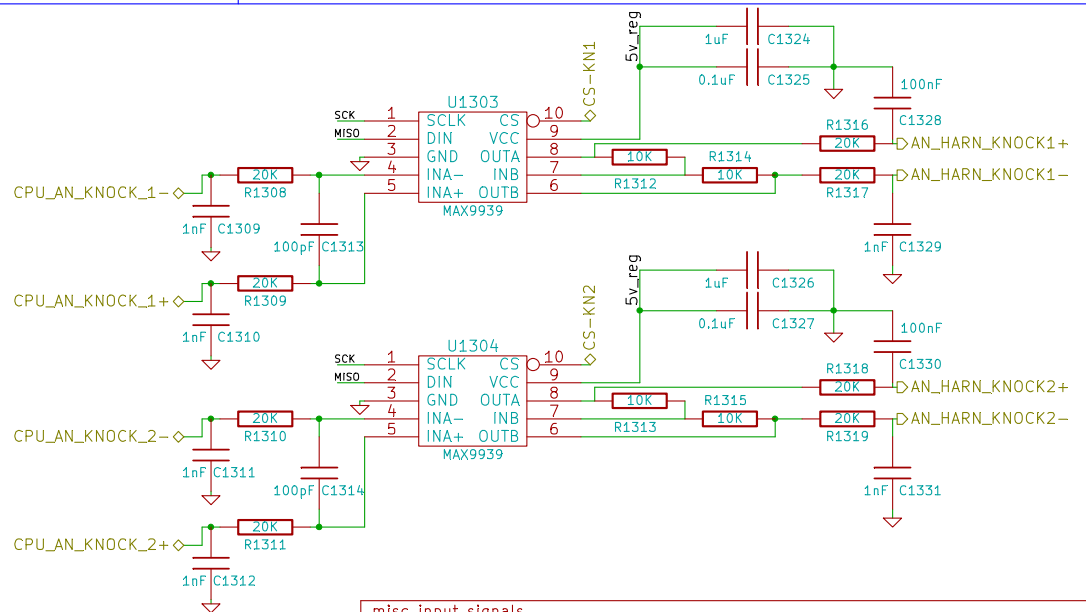 5v_reg
1uF C1324
0.1uF C1325
100nF
C1328
CS-KN1
U1303
SCK 1 SCLK CS 10
MISO 2 DIN VCC 9
3 GND OUTA 8
4 INA- INB 7
5 INA+ OUTB 6
MAX9939
R1316
20K
AN_HARN_KNOCK1+
10K
R1312
R1314
10K
20K
R1317
AN_HARN_KNOCK1-
CPU_AN_KNOCK_1-
20K
R1308
1nF C1309
100pF C1313
1nF C1329
CPU_AN_KNOCK_1+
20K
R1309
1nF C1310
5v_reg
1uF C1326
0.1uF C1327
100nF
C1330
CS-KN2
U1304
SCK 1 SCLK CS 10
MISO 2 DIN VCC 9
3 GND OUTA 8
4 INA- INB 7
5 INA+ OUTB 6
MAX9939
R1318
20K
AN_HARN_KNOCK2+
10K
R1313
R1315
10K
20K
R1319
AN_HARN_KNOCK2-
CPU_AN_KNOCK_2-
20K
R1310
1nF C1311
100pF C1314
1nF C1331
CPU_AN_KNOCK_2+
20K
R1311
1nF C1312
misc input signals